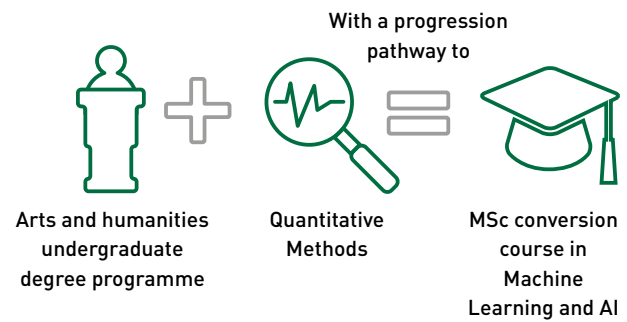 With a progression
pathway to
Arts and humanities
undergraduate
degree programme
Quantitative
Methods
MSc conversion
course in
Machine
Learning and AI